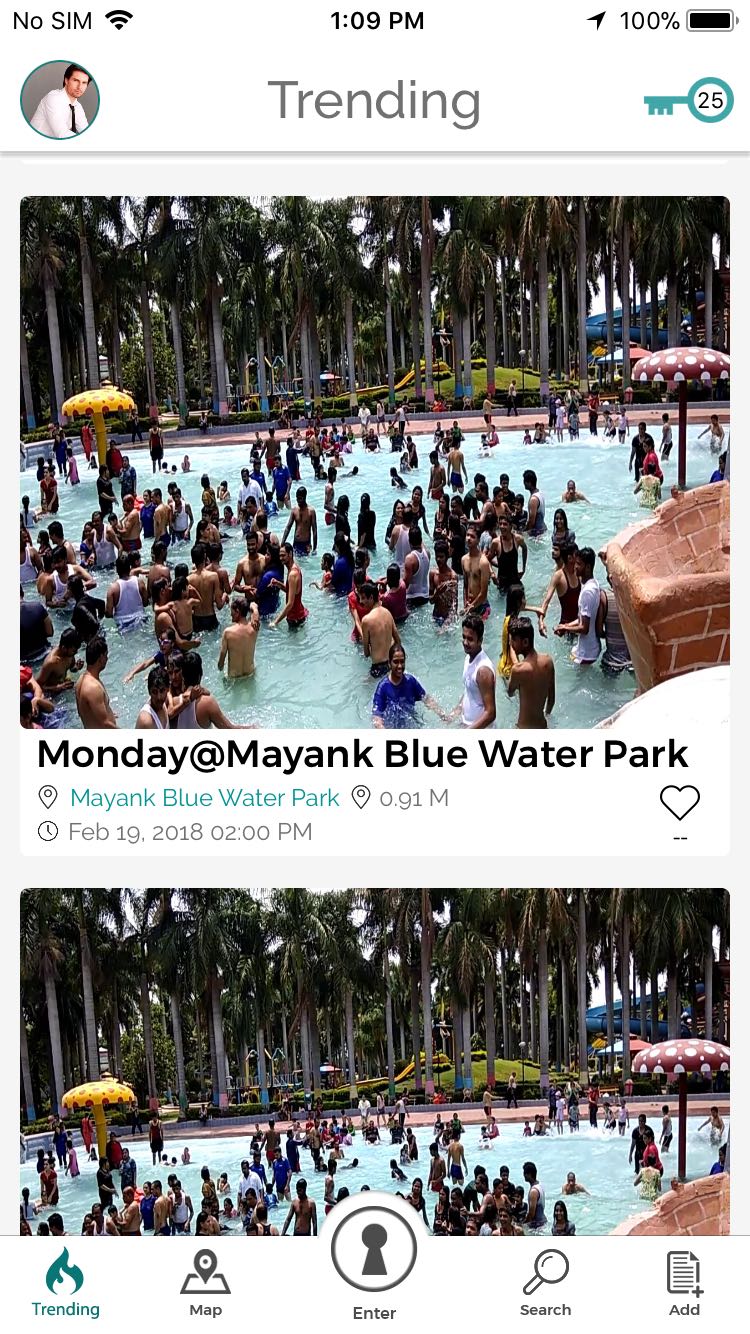 No SIM 1:09 PM 100%
Trending 25
Monday@Mayank Blue Water Park
Mayank Blue Water Park 0.91 M
Feb 19, 2018 02:00 PM --
Trending Map Enter Search Add